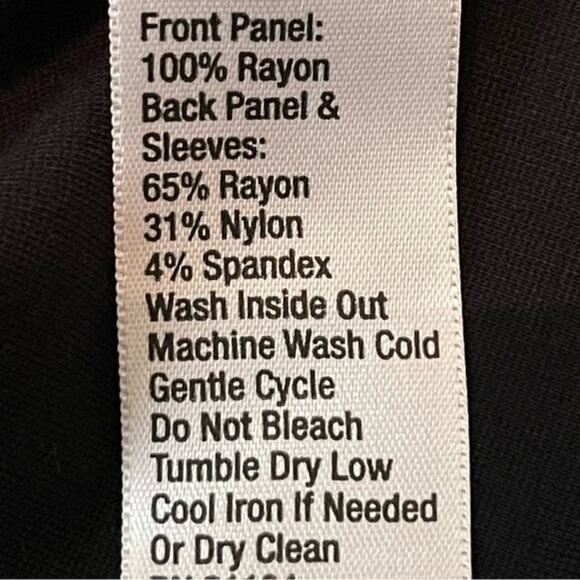 Front Panel:
100% Rayon
Back Panel &
Sleeves:
65% Rayon
31% Nylon
4% Spandex
Wash Inside Out
Machine Wash Cold
Gentle Cycle
Do Not Bleach
Tumble Dry Low
Cool Iron If Needed
Or Dry Clean